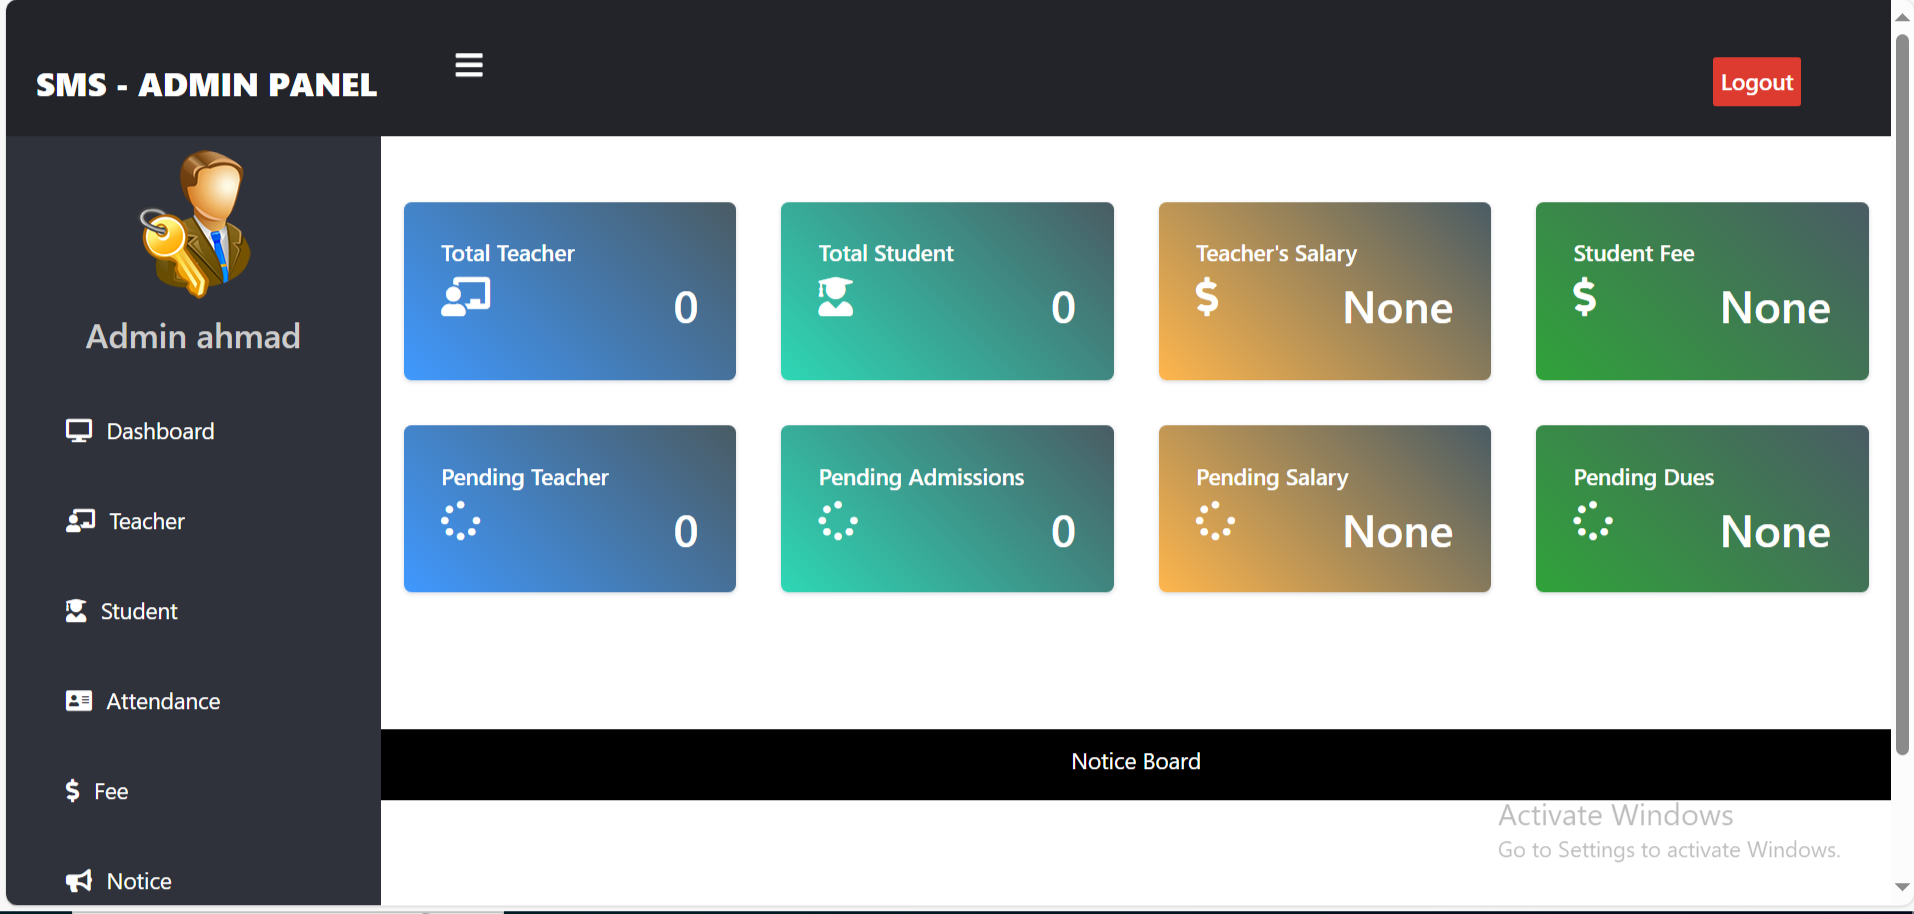 SMS - ADMIN PANEL
Logout
Admin ahmad
Dashboard
Teacher
Student
Attendance
Fee
Notice
Total Teacher
0
Total Student
0
Teacher's Salary
None
Student Fee
None
Pending Teacher
0
Pending Admissions
0
Pending Salary
None
Pending Dues
None
Notice Board
Activate Windows
Go to Settings to activate Windows.